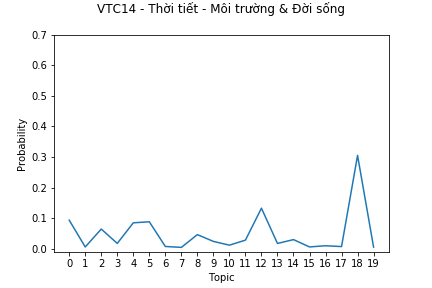 VTC14 - Thời tiết - Môi trường & Đời sống
0.7
0.6
0.5
0.4
0.3
0.2
0.1
0.0
Probability
0 1 2 3 4 5 6 7 8 9 10 11 12 13 14 15 16 17 18 19
Topic